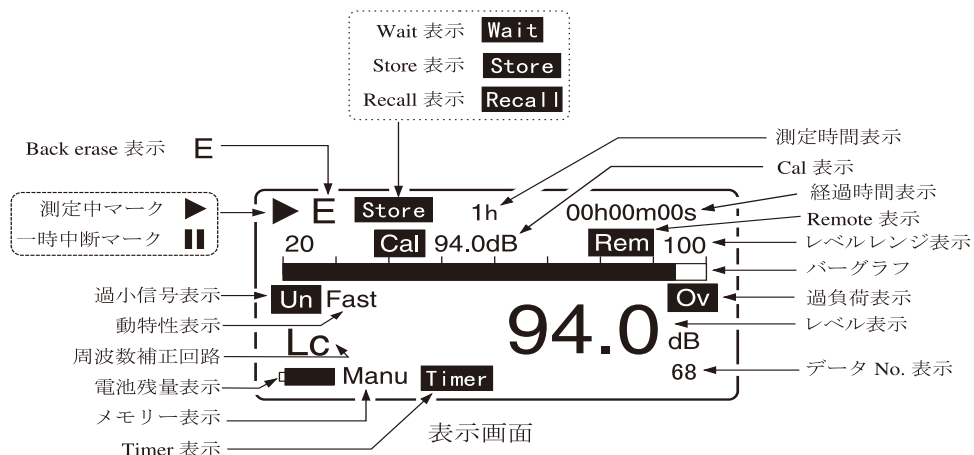 Wait 表示 Wait
Store 表示 Store
Recall 表示 Recall
Back erase 表示 E
測定中マーク ▶
一時中断マーク ▮▮
測定時間表示
Cal 表示
経過時間表示
Remote 表示
レベルレンジ表示
バーグラフ
過負荷表示
レベル表示
データ No. 表示
過小信号表示
動特性表示
周波数補正回路
電池残量表示
メモリー表示
Timer 表示
▶ E Store 1h 00h00m00s
20 Cal 94.0dB Rem 100
Un Fast Ov
Lc 94.0 dB
Manu Timer 68
表示画面